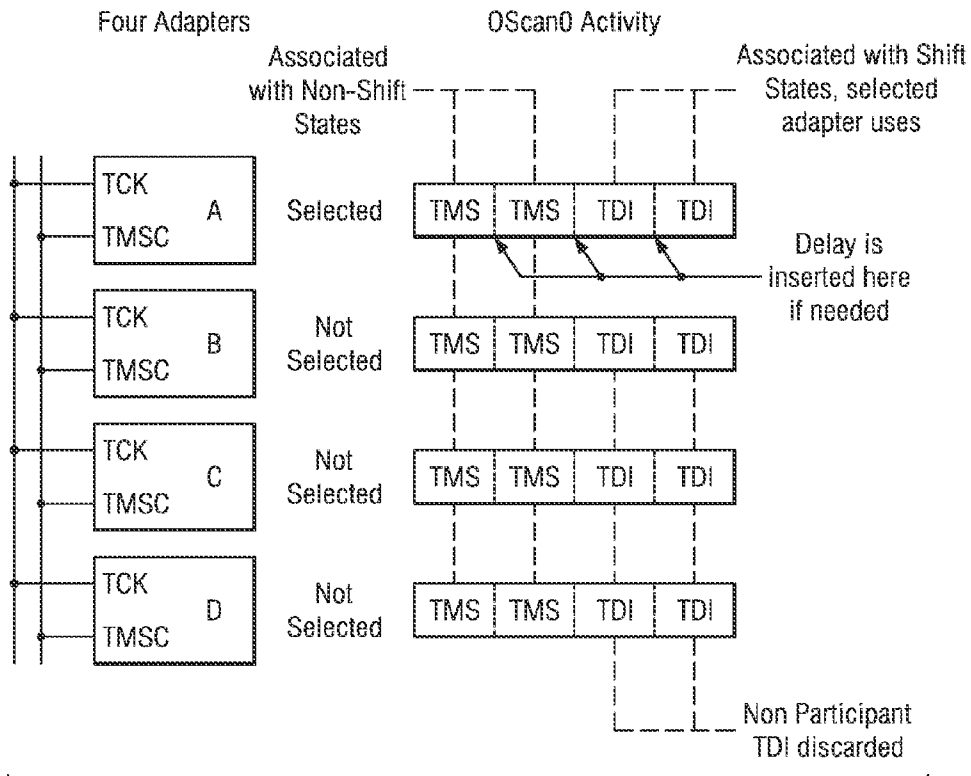 Four Adapters
OScan0 Activity
Associated
with Non-Shift
States
Associated with Shift
States, selected
adapter uses
TCK
A
TMSC
Selected
TMS TMS TDI TDI
Delay is
inserted here
if needed
TCK
B
TMSC
Not
Selected
TMS TMS TDI TDI
TCK
C
TMSC
Not
Selected
TMS TMS TDI TDI
TCK
D
TMSC
Not
Selected
TMS TMS TDI TDI
Non Participant
TDI discarded